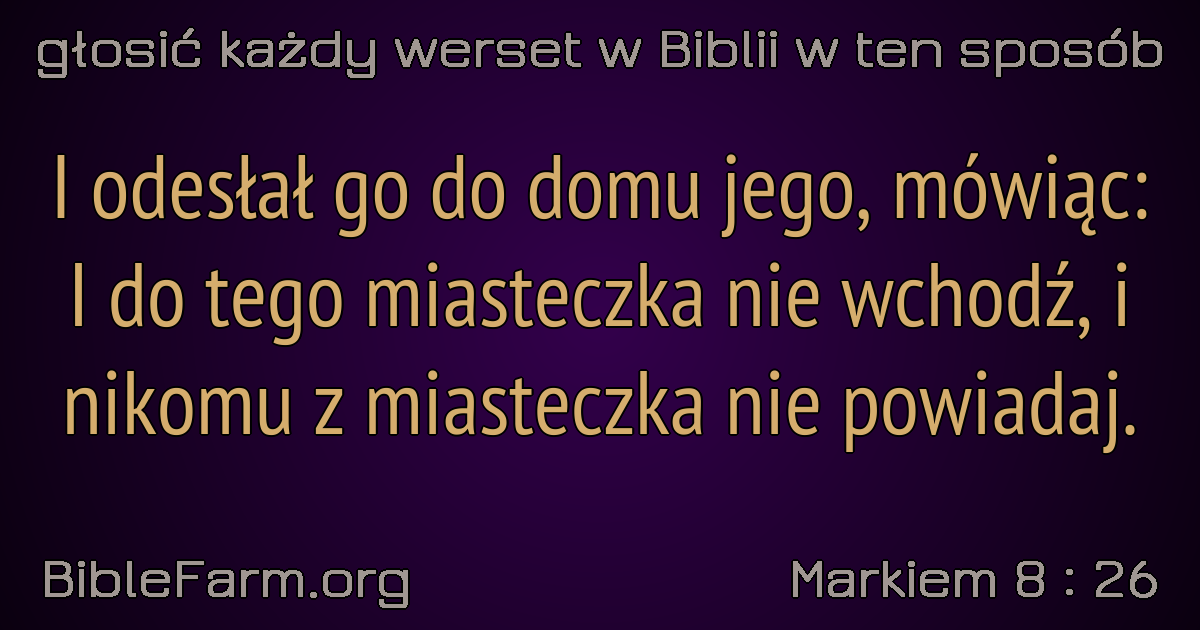 głosić każdy werset w Biblii w ten sposób
I odesłał go do domu jego, mówiąc:
I do tego miasteczka nie wchodź, i
nikomu z miasteczka nie powiadaj.
BibleFarm.org
Markiem 8 : 26